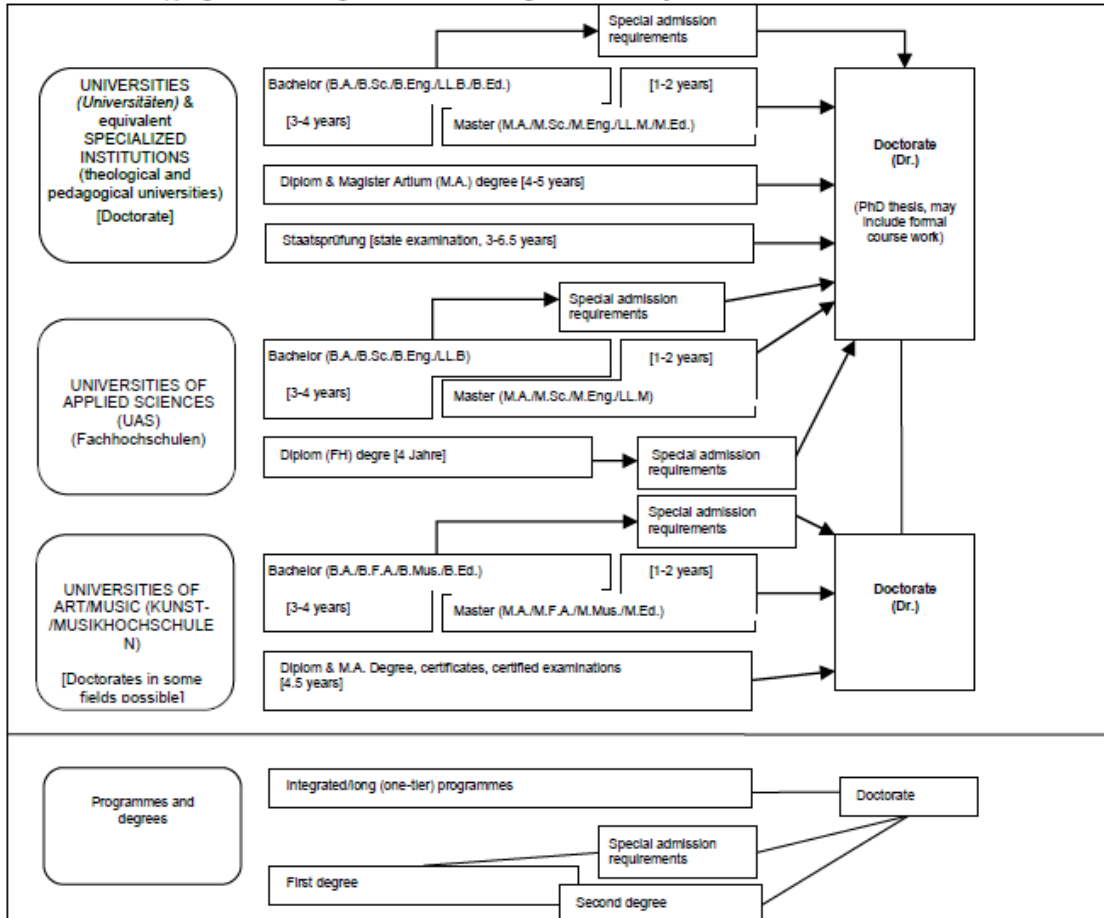 Special admission
requirements
UNIVERSITIES
(Universitäten) &
equivalent
SPECIALIZED
INSTITUTIONS
(theological and
pedagogical universities)
[Doctorate]
Bachelor (B.A./B.Sc./B.Eng./LL.B./B.Ed.)
[3-4 years]
[1-2 years]
Master (M.A./M.Sc./M.Eng./LL.M./M.Ed.)
Diplom & Magister Artium (M.A.) degree [4-5 years]
Staatsprüfung [state examination, 3-6.5 years]
Doctorate
(Dr.)
(PhD thesis, may
include formal
course work)
Special admission
requirements
UNIVERSITIES OF
APPLIED SCIENCES
(UAS)
(Fachhochschulen)
Bachelor (B.A./B.Sc./B.Eng./LL.B)
[3-4 years]
[1-2 years]
Master (M.A./M.Sc./M.Eng./LL.M)
Diplom (FH) degre [4 Jahre]
Special admission
requirements
Special admission
requirements
UNIVERSITIES OF
ART/MUSIC (KUNST-
/MUSIKHOCHSCHULE
N)
[Doctorates in some
fields possible]
Bachelor (B.A./B.F.A./B.Mus./B.Ed.)
[3-4 years]
[1-2 years]
Master (M.A./M.F.A./M.Mus./M.Ed.)
Diplom & M.A. Degree, certificates, certified examinations
[4.5 years]
Doctorate
(Dr.)
Programmes and
degrees
Integrated/long (one-tier) programmes
Doctorate
Special admission
requirements
First degree
Second degree